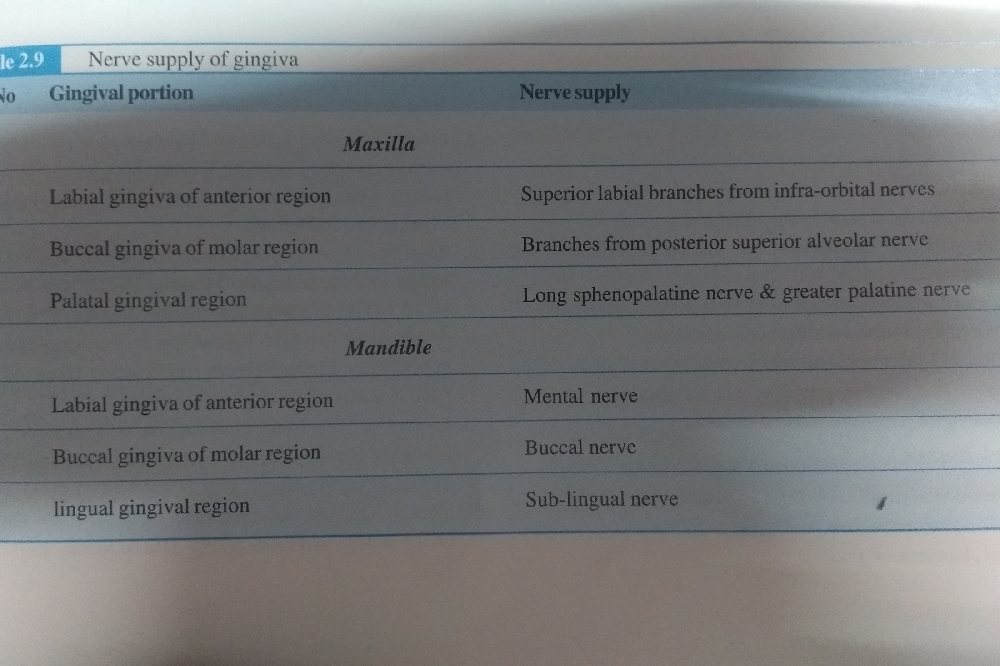 le 2.9 Nerve supply of gingiva
No Gingival portion Nerve supply
Maxilla
Labial gingiva of anterior region Superior labial branches from infra-orbital nerves
Buccal gingiva of molar region Branches from posterior superior alveolar nerve
Palatal gingival region Long sphenopalatine nerve & greater palatine nerve
Mandible
Labial gingiva of anterior region Mental nerve
Buccal gingiva of molar region Buccal nerve
lingual gingival region Sub-lingual nerve